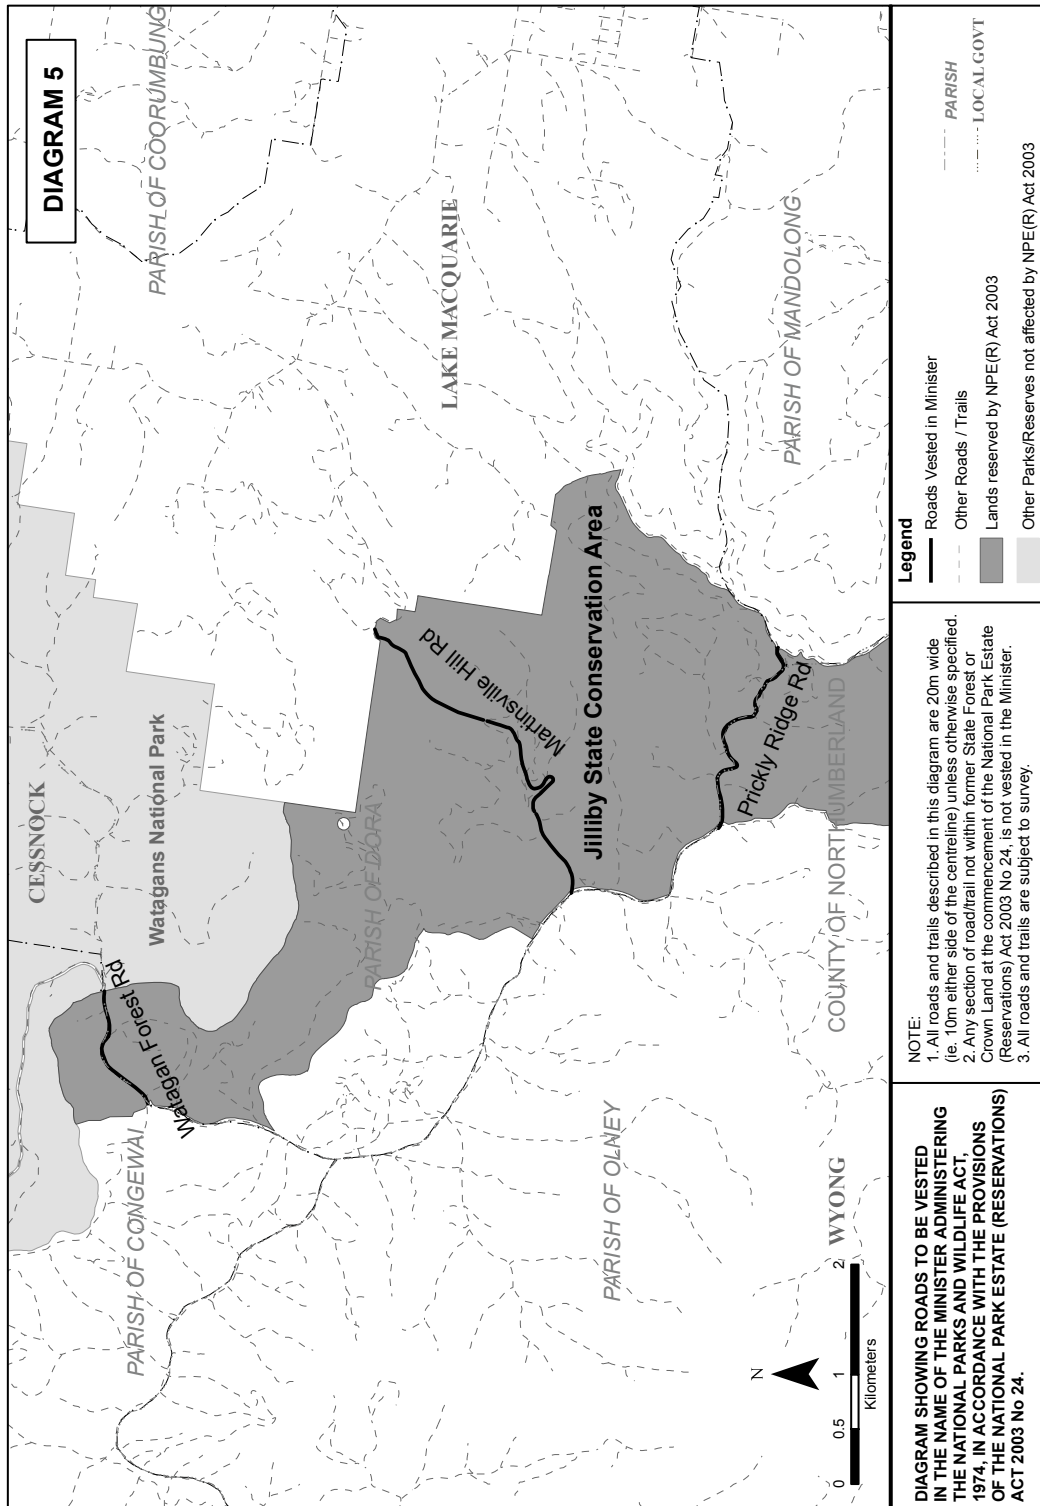 DIAGRAM 5
PARISH OF COORUMBUNG
CESSNOCK
Watagans National Park
LAKE MACQUARIE
Watagan Forest Rd
PARISH OF CONGEWAI
PARISH OF DORA
Martinsville Hill Rd
Jilliby State Conservation Area
PARISH OF MANDOLONG
Prickly Ridge Rd
PARISH OF OLNEY
COUNTY OF NORTHUMBERLAND
WYONG
N
0 0.5 1 2
Kilometers
DIAGRAM SHOWING ROADS TO BE VESTED
IN THE NAME OF THE MINISTER ADMINISTERING
THE NATIONAL PARKS AND WILDLIFE ACT,
1974, IN ACCORDANCE WITH THE PROVISIONS
OF THE NATIONAL PARK ESTATE (RESERVATIONS)
ACT 2003 No 24.
NOTE:
1. All roads and trails described in this diagram are 20m wide
(ie. 10m either side of the centreline) unless otherwise specified.
2. Any section of road/trail not within former State Forest or
Crown Land at the commencement of the National Park Estate
(Reservations) Act 2003 No 24, is not vested in the Minister.
3. All roads and trails are subject to survey.
Legend
Roads Vested in Minister
Other Roads / Trails
Lands reserved by NPE(R) Act 2003
Other Parks/Reserves not affected by NPE(R) Act 2003
PARISH
LOCAL GOVT